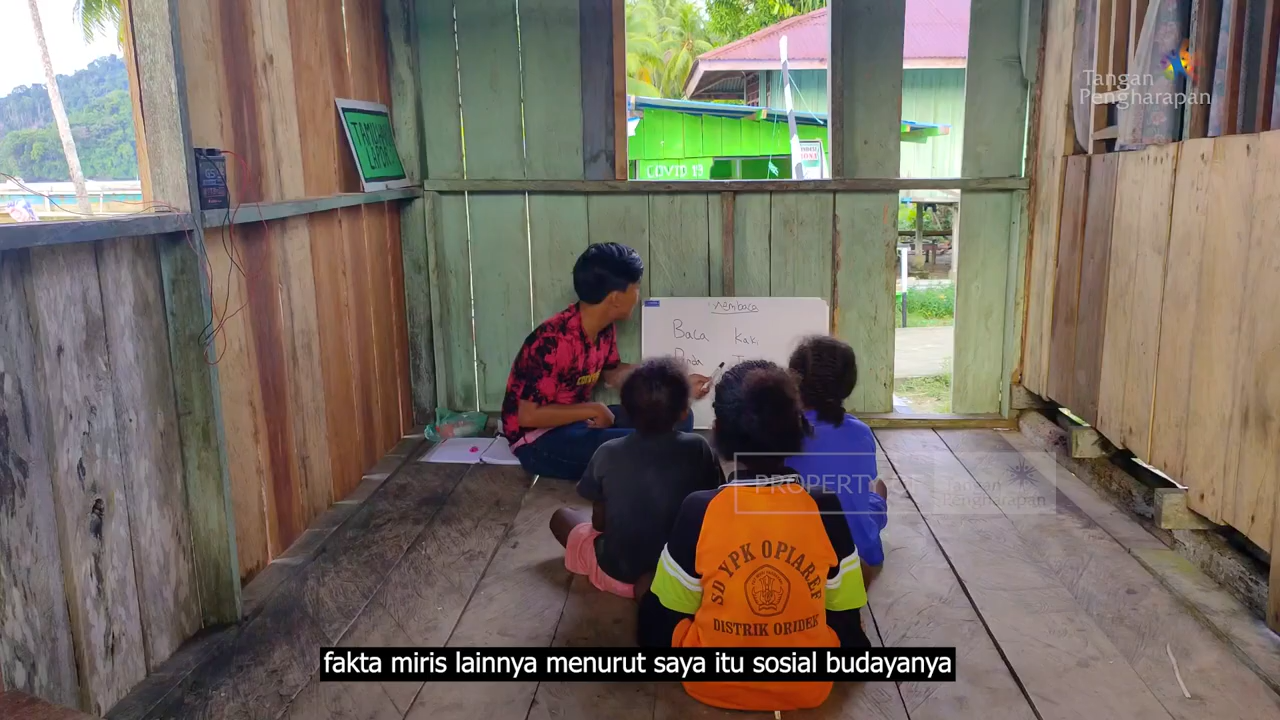 Tangan
Pengharapan
COVID 19
Membaca
Baca Kaki
SD YPK OPIAREF
DISTRIK ORIDEK
PROPERTY OF
Tangan
Pengharapan
fakta miris lainnya menurut saya itu sosial budayanya